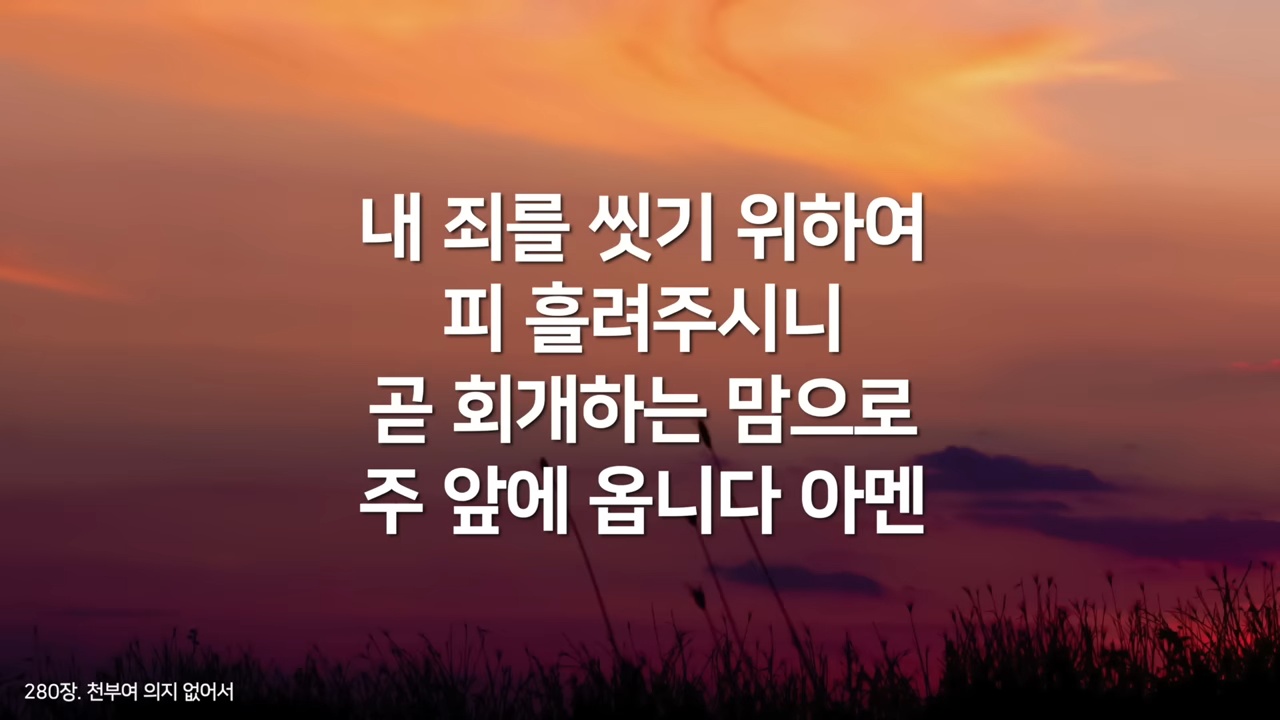 내 죄를 씻기 위하여
피 흘려주시니
곧 회개하는 맘으로
주 앞에 옵니다 아멘
280장. 천부여 의지 없어서